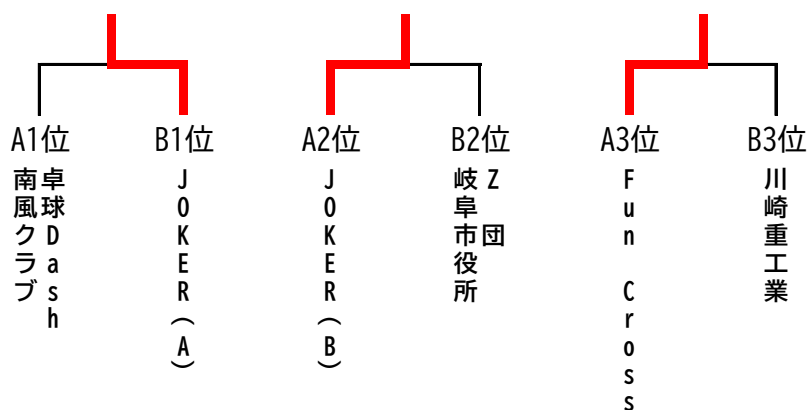 A1位
卓球Dash
南風クラブ
B1位
JOKER(A)
A2位
JOKER(B)
B2位
Z団
岐阜市役所
A3位
Fun Cross
B3位
川崎重工業